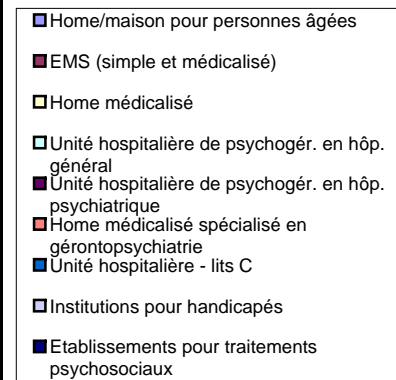 Home/maison pour personnes âgées
EMS (simple et médicalisé)
Home médicalisé
Unité hospitalière de psychogér. en hôp.
général
Unité hospitalière de psychogér. en hôp.
psychiatrique
Home médicalisé spécialisé en
gérontopsychiatrie
Unité hospitalière - lits C
Institutions pour handicapés
Etablissements pour traitements
psychosociaux